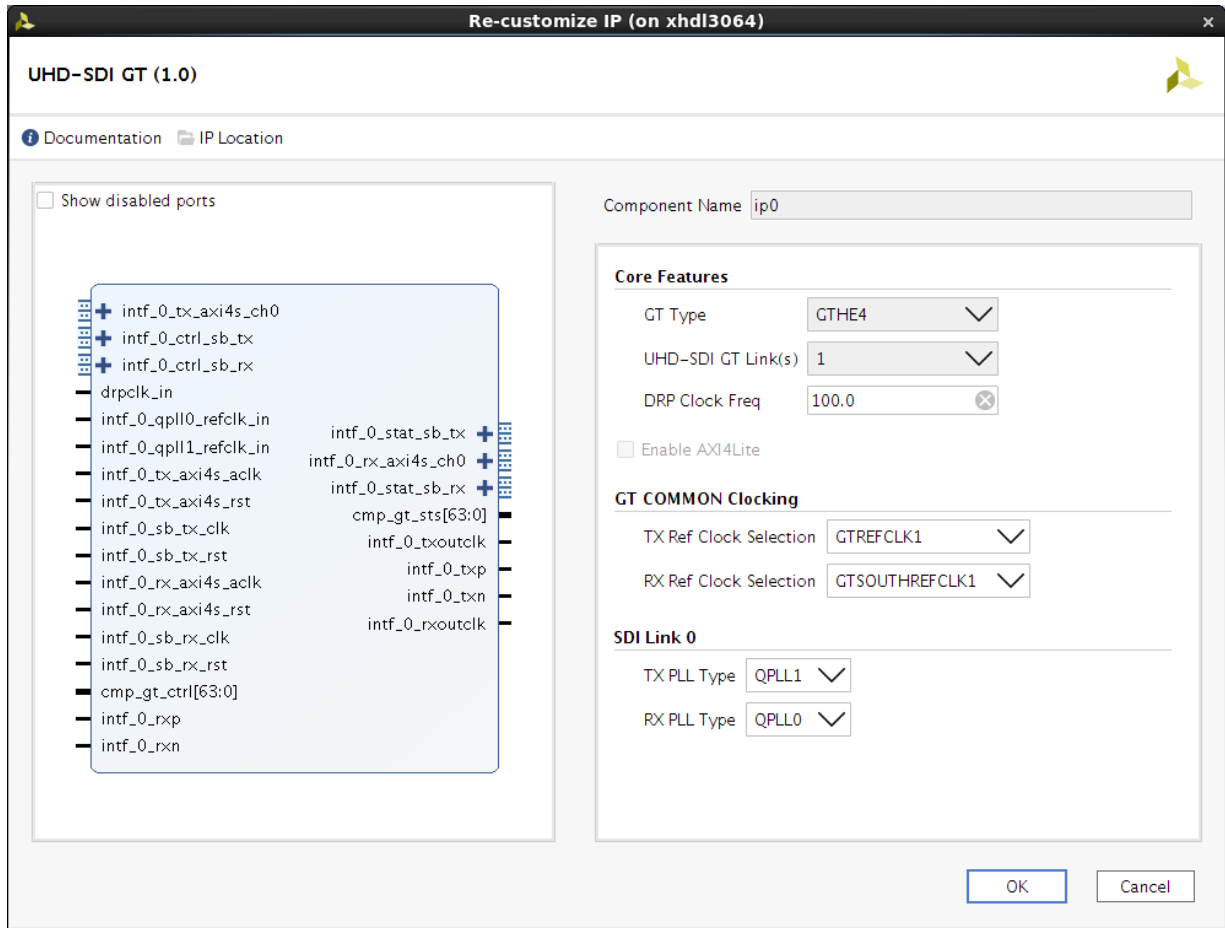 Re-customize IP (on xhdl3064)
×
UHD-SDI GT (1.0)
Documentation IP Location
Show disabled ports
intf_0_tx_axi4s_ch0
intf_0_ctrl_sb_tx
intf_0_ctrl_sb_rx
drpclk_in
intf_0_qpll0_refclk_in
intf_0_qpll1_refclk_in
intf_0_tx_axi4s_aclk
intf_0_tx_axi4s_rst
intf_0_sb_tx_clk
intf_0_sb_tx_rst
intf_0_rx_axi4s_aclk
intf_0_rx_axi4s_rst
intf_0_sb_rx_clk
intf_0_sb_rx_rst
cmp_gt_ctrl[63:0]
intf_0_rxp
intf_0_rxn
intf_0_stat_sb_tx
intf_0_rx_axi4s_ch0
intf_0_stat_sb_rx
cmp_gt_sts[63:0]
intf_0_txoutclk
intf_0_txp
intf_0_txn
intf_0_rxoutclk
Component Name ip0
Core Features
GT Type GTHE4
UHD-SDI GT Link(s) 1
DRP Clock Freq 100.0
Enable AXI4Lite
GT COMMON Clocking
TX Ref Clock Selection GTREFCLK1
RX Ref Clock Selection GTSOUTHREFCLK1
SDI Link 0
TX PLL Type QPLL1
RX PLL Type QPLL0
OK Cancel